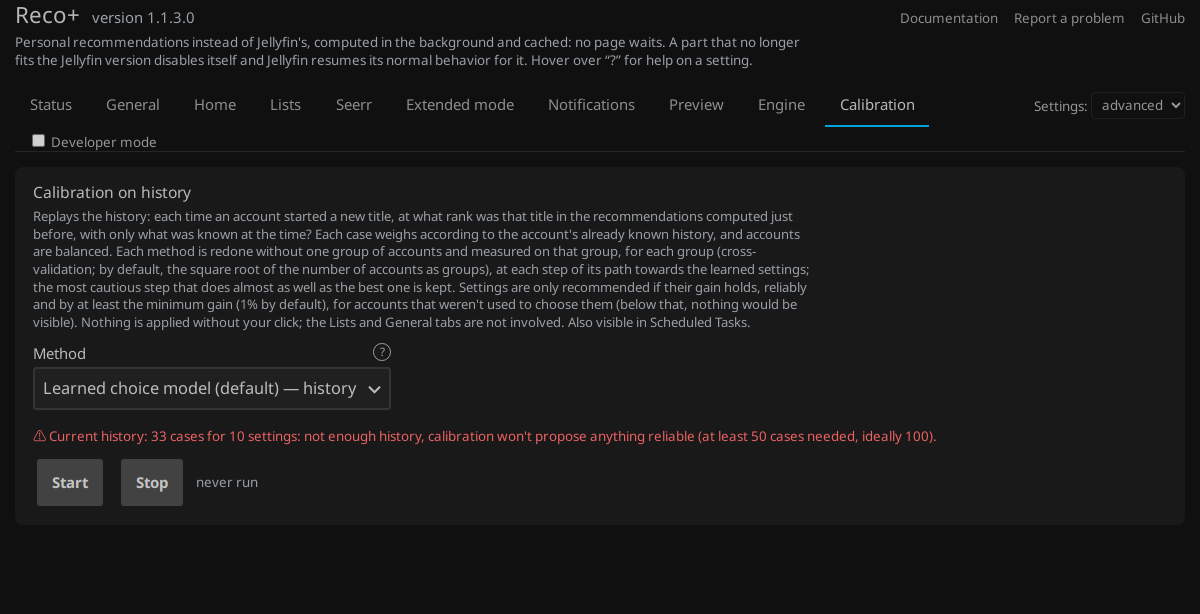 Reco+ version 1.1.3.0
Documentation Report a problem GitHub
Personal recommendations instead of Jellyfin's, computed in the background and cached: no page waits. A part that no longer
fits the Jellyfin version disables itself and Jellyfin resumes its normal behavior for it. Hover over “?” for help on a setting.
Status General Home Lists Seerr Extended mode Notifications Preview Engine Calibration Settings: advanced
Developer mode
Calibration on history
Replays the history: each time an account started a new title, at what rank was that title in the recommendations computed just
before, with only what was known at the time? Each case weighs according to the account's already known history, and accounts
are balanced. Each method is redone without one group of accounts and measured on that group, for each group (cross-
validation; by default, the square root of the number of accounts as groups), at each step of its path towards the learned settings;
the most cautious step that does almost as well as the best one is kept. Settings are only recommended if their gain holds, reliably
and by at least the minimum gain (1% by default), for accounts that weren't used to choose them (below that, nothing would be
visible). Nothing is applied without your click; the Lists and General tabs are not involved. Also visible in Scheduled Tasks.
Method ?
Learned choice model (default) — history
⚠ Current history: 33 cases for 10 settings: not enough history, calibration won't propose anything reliable (at least 50 cases needed, ideally 100).
Start Stop never run